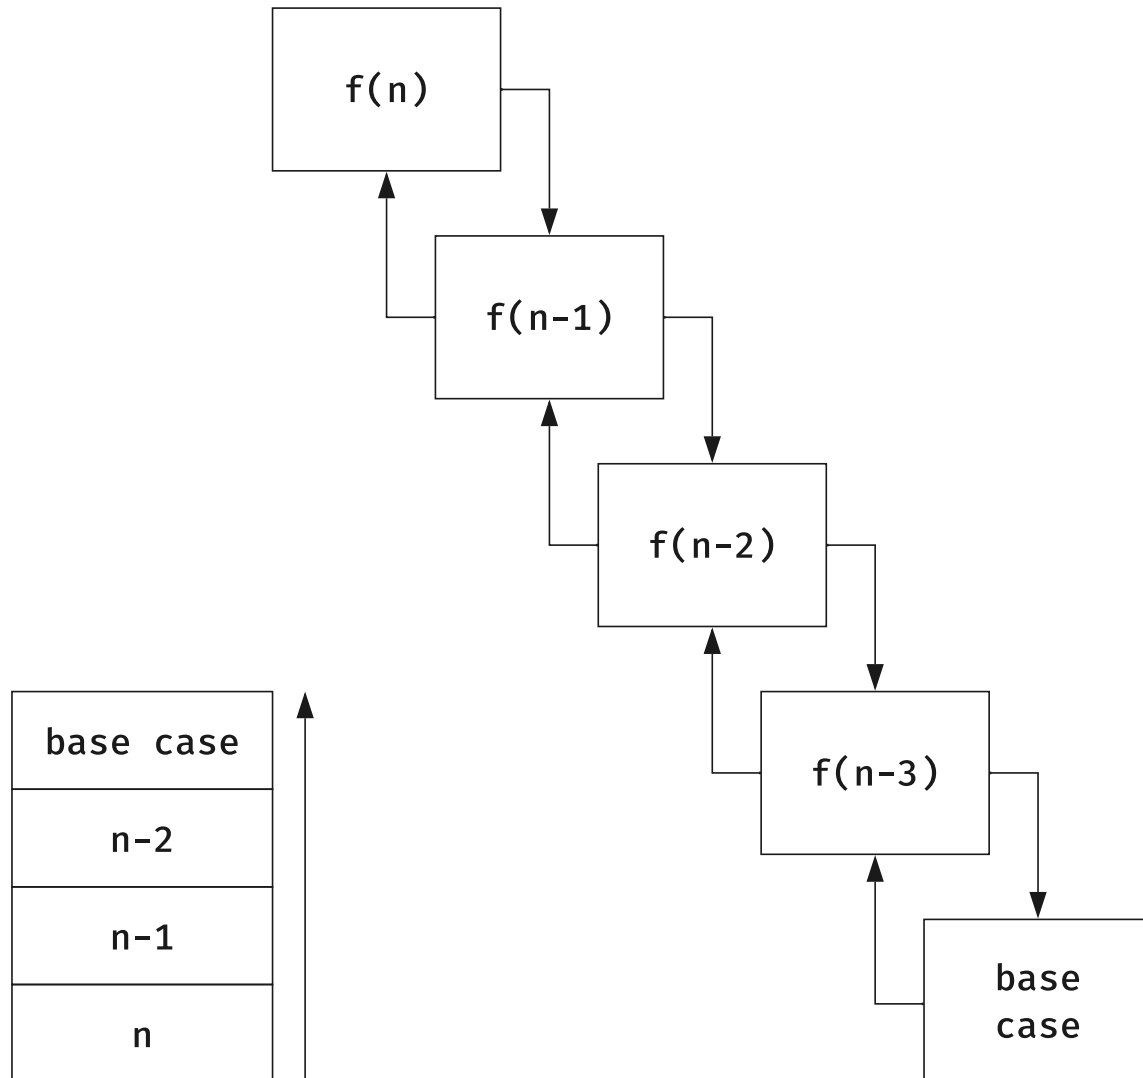 f(n)
f(n-1)
f(n-2)
f(n-3)
base
case
base case
n-2
n-1
n